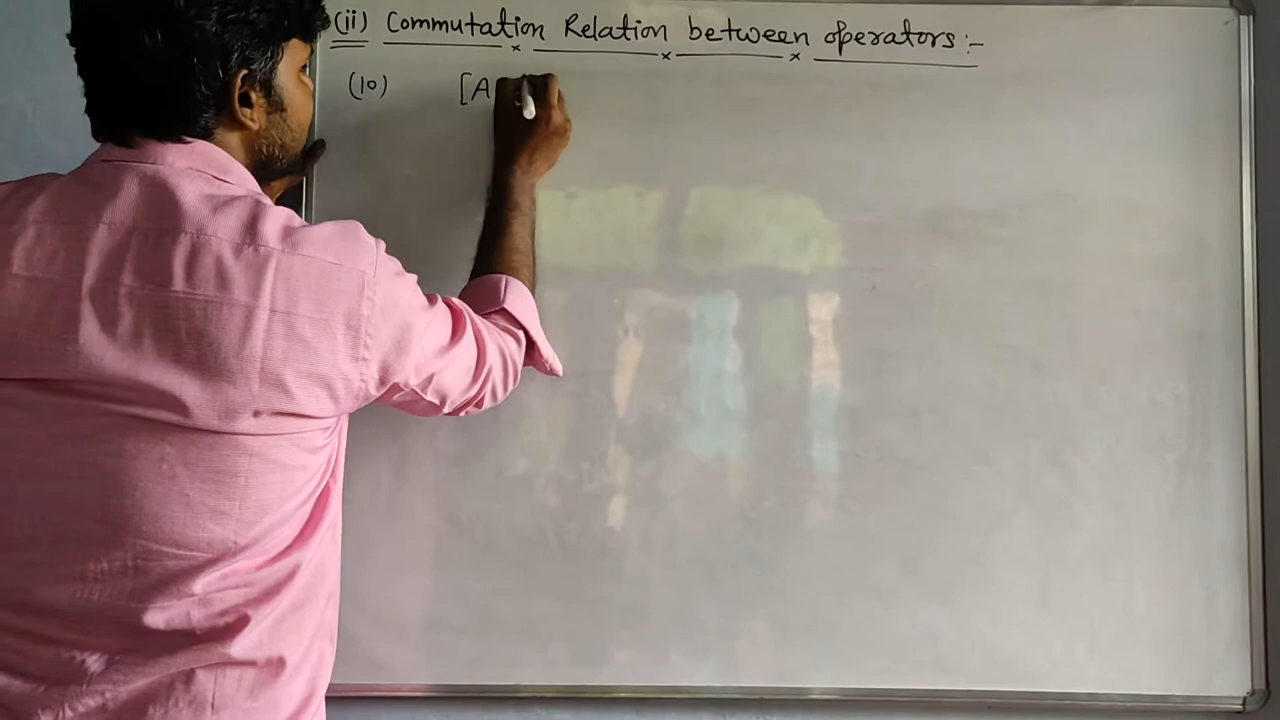 (ii) Commutation Relation between operators:-
(10) [A